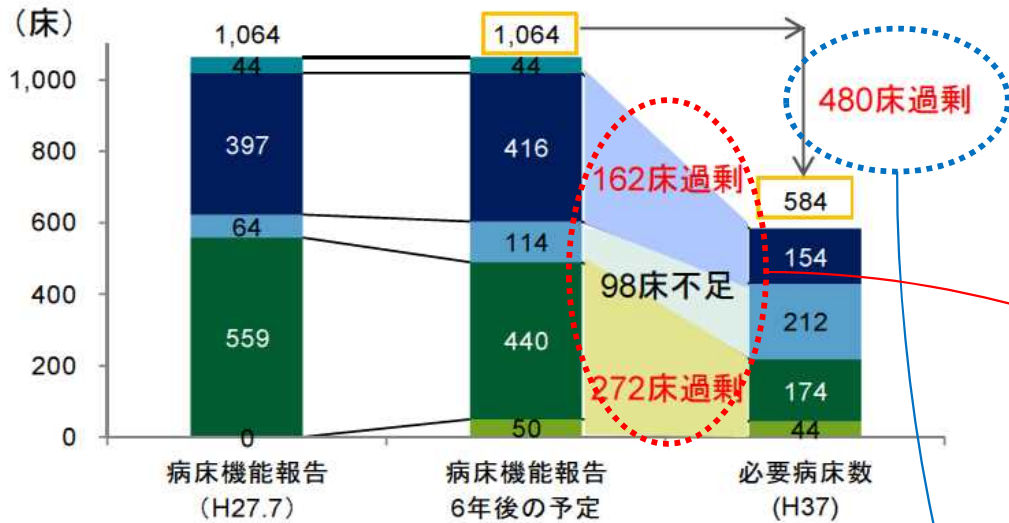 （床）
1,064
1,064
1,000
44
44
480床過剰
800
397
416
162床過剰
584
600
64
114
154
98床不足
400
212
559
440
200
272床過剰
174
0
0
50
44
病床機能報告
（H27.7）
病床機能報告
6年後の予定
必要病床数
(H37)